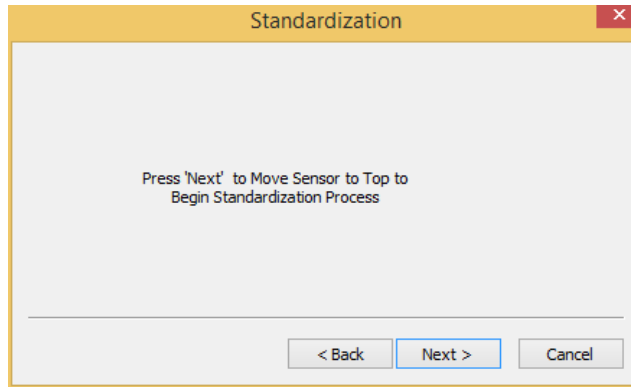 Standardization
Press 'Next'  to Move Sensor to Top to
Begin Standardization Process
< Back
Next >
Cancel